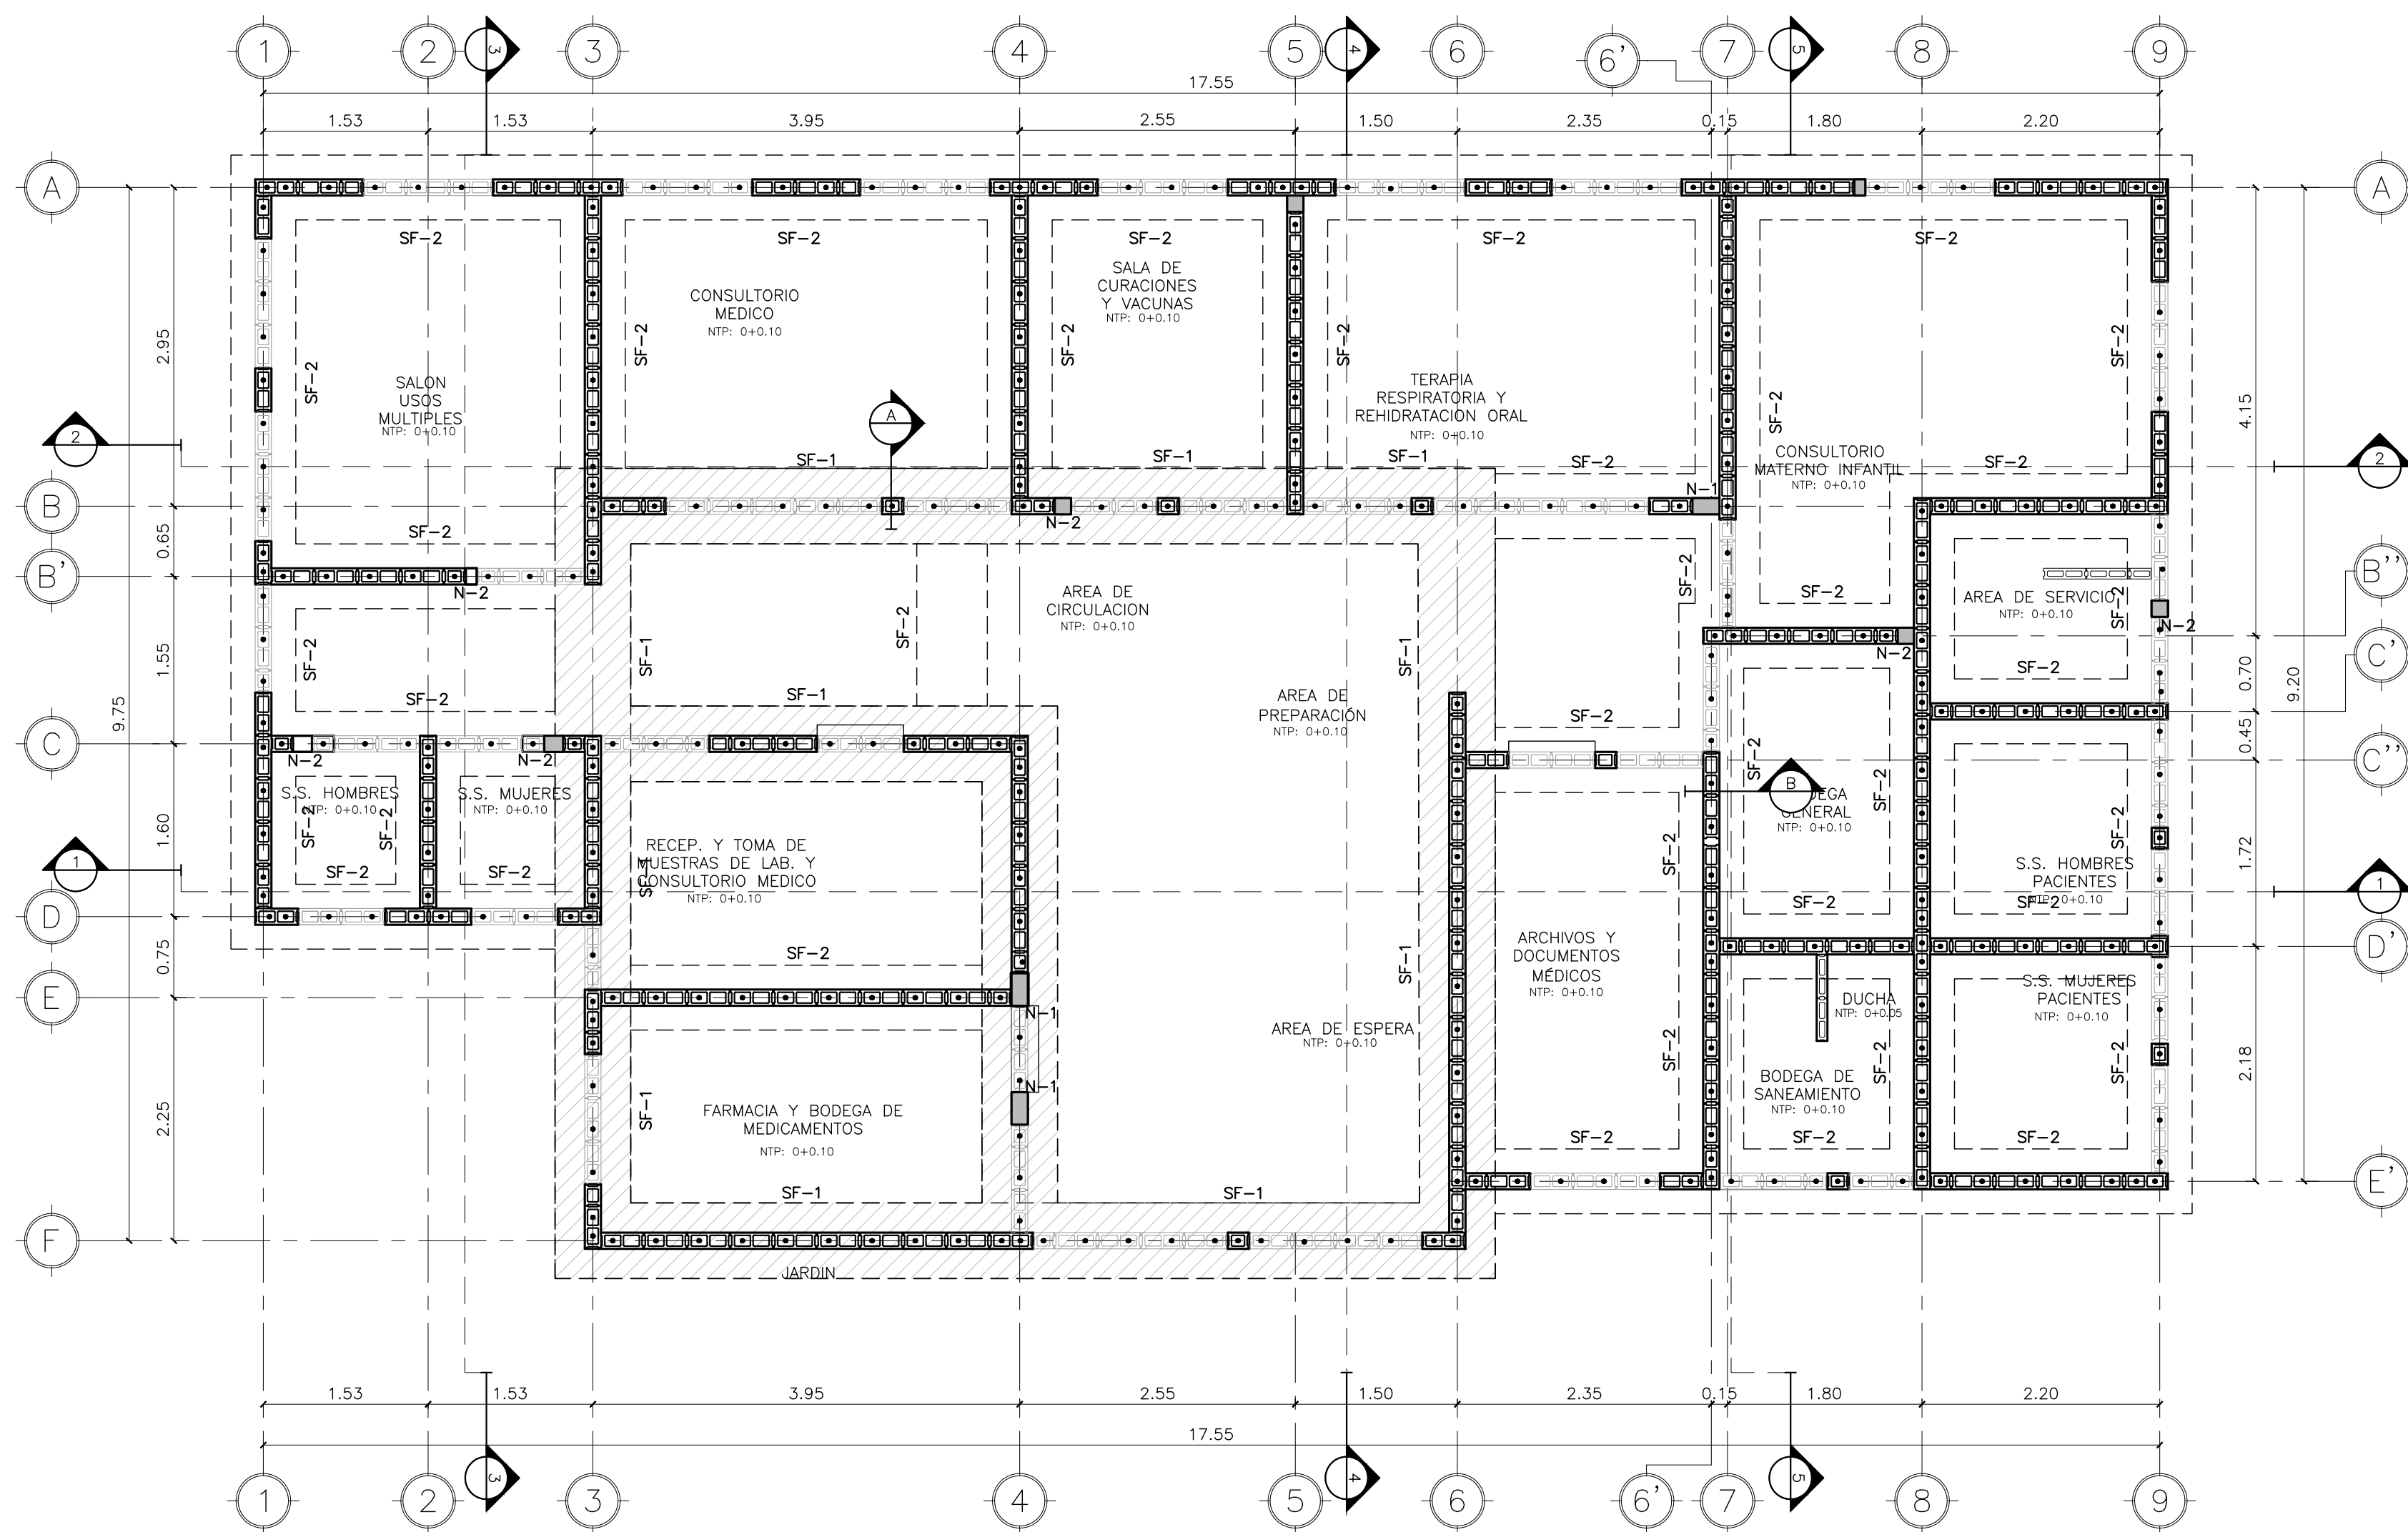 1 2 3 3 4 5 4 6 6' 7 5 8 9
17.55
1.53 1.53 3.95 2.55 1.50 2.35 0.15 1.80 2.20
A A
SF-2 SF-2 SF-2 SF-2 SF-2
SALA DE
CURACIONES
Y VACUNAS
NTP: 0+0.10
CONSULTORIO
MEDICO
NTP: 0+0.10
2.95
SF-2 SF-2 SF-2 SF-2 SF-2 SF-2
SALON
USOS
MULTIPLES
NTP: 0+0.10
TERAPIA
RESPIRATORIA Y
REHIDRATACION ORAL
NTP: 0+0.10
A
4.15
2 2
CONSULTORIO
MATERNO INFANTIL
NTP: 0+0.10
SF-1 SF-1 SF-1 SF-2 SF-2
B
N-2 N-1
SF-2
0.65
B' B''
N-2
SF-2 SF-2
AREA DE
CIRCULACION
NTP: 0+0.10
AREA DE SERVICIO
NTP: 0+0.10
SF-2
N-2
N-2
SF-2 SF-1 SF-2 SF-1
1.55
C'
SF-2
0.70
9.20
9.75
SF-2 SF-1 SF-2
AREA DE
PREPARACIÓN
NTP: 0+0.10
0.45
C C''
N-2 N-2
SF-2 SF-2
S.S. HOMBRES
NTP: 0+0.10
S.S. MUJERES
NTP: 0+0.10
B
GENERAL
NTP: 0+0.10
1.60
SF-2 SF-2 SF-2 SF-2
1.72
RECEP. Y TOMA DE
MUESTRAS DE LAB. Y
CONSULTORIO MEDICO
NTP: 0+0.10
S.S. HOMBRES
PACIENTES
NTP: 0+0.10
1 1
SF-2 SF-2 SF-2 SF-2
D D'
ARCHIVOS Y
DOCUMENTOS
MÉDICOS
NTP: 0+0.10
0.75
SF-2 SF-1
E
N-1
S.S. MUJERES
PACIENTES
NTP: 0+0.10
DUCHA
NTP: 0+0.05
AREA DE ESPERA
NTP: 0+0.10
SF-2 SF-2 SF-2
2.18
N-1
BODEGA DE
SANEAMIENTO
NTP: 0+0.10
2.25
SF-1
FARMACIA Y BODEGA DE
MEDICAMENTOS
NTP: 0+0.10
SF-2 SF-2 SF-2
E'
SF-1 SF-1
F
JARDIN
1.53 1.53 3.95 2.55 1.50 2.35 0.15 1.80 2.20
17.55
1 2 3 3 4 5 4 6 6' 7 5 8 9